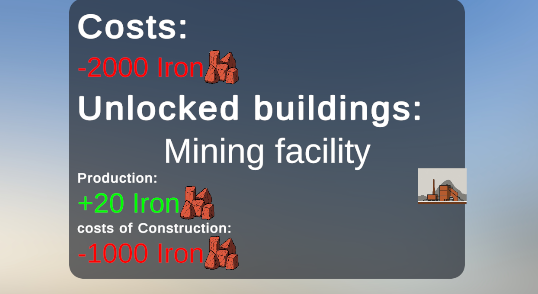 Costs:
-2000 Iron
Unlocked buildings:
Mining facility
Production:
+20 Iron
costs of Construction:
-1000 Iron